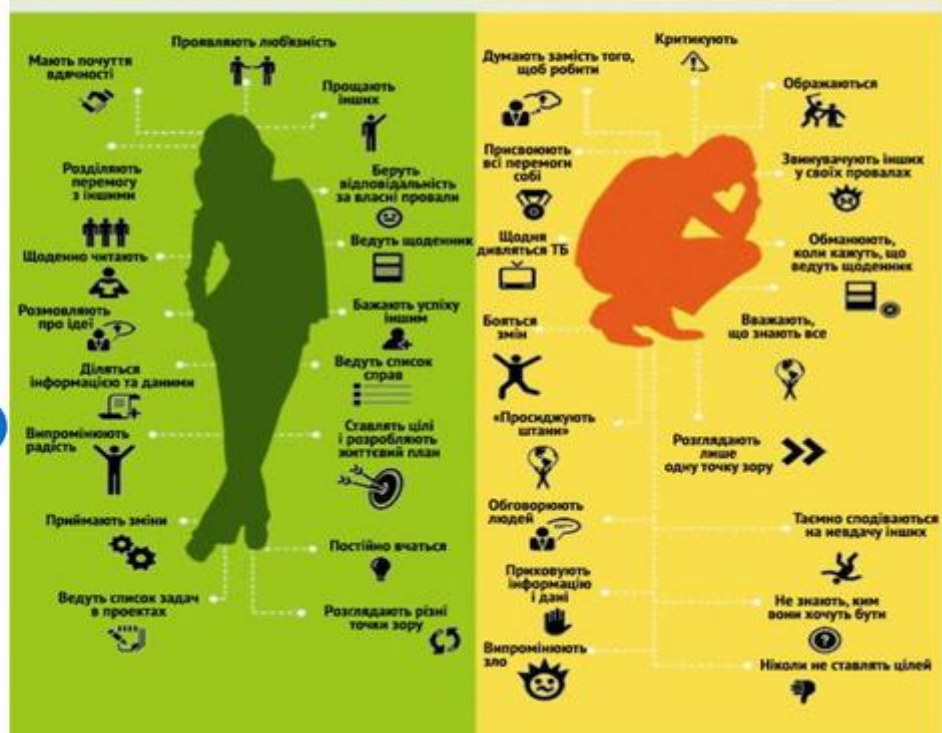 Проявляють люб'язність
Мають почуття
вдячності
Прощають
інших
Розділяють
перемогу
з іншими
Беруть
відповідальність
за власні провали
Щоденно читають
Ведуть щоденник
Розмовляють
про ідеї
Бажають успіху
іншим
Діляться
інформацією та даними
Ведуть список
справ
Випромінюють
радість
Ставлять цілі
і розробляють
життєвий план
Приймають зміни
Постійно вчаться
Ведуть список задач
в проектах
Розглядають різні
точки зору
Критикують
Думають замість того,
щоб робити
Ображаються
Присвоюють
всі перемоги
собі
Звинувачують інших
у своїх провалах
Щодня
дивляться ТБ
Обманюють,
коли кажуть, що
ведуть щоденник
Бояться
змін
Вважають,
що знають все
«Просиджують
штани»
Розглядають
лише
одну точку зору
Обговорюють
людей
Таємно сподіваються
на невдачу інших
Приховують
інформацію
і дані
Не знають, ким
вони хочуть бути
Випромінюють
зло
Ніколи не ставлять цілей